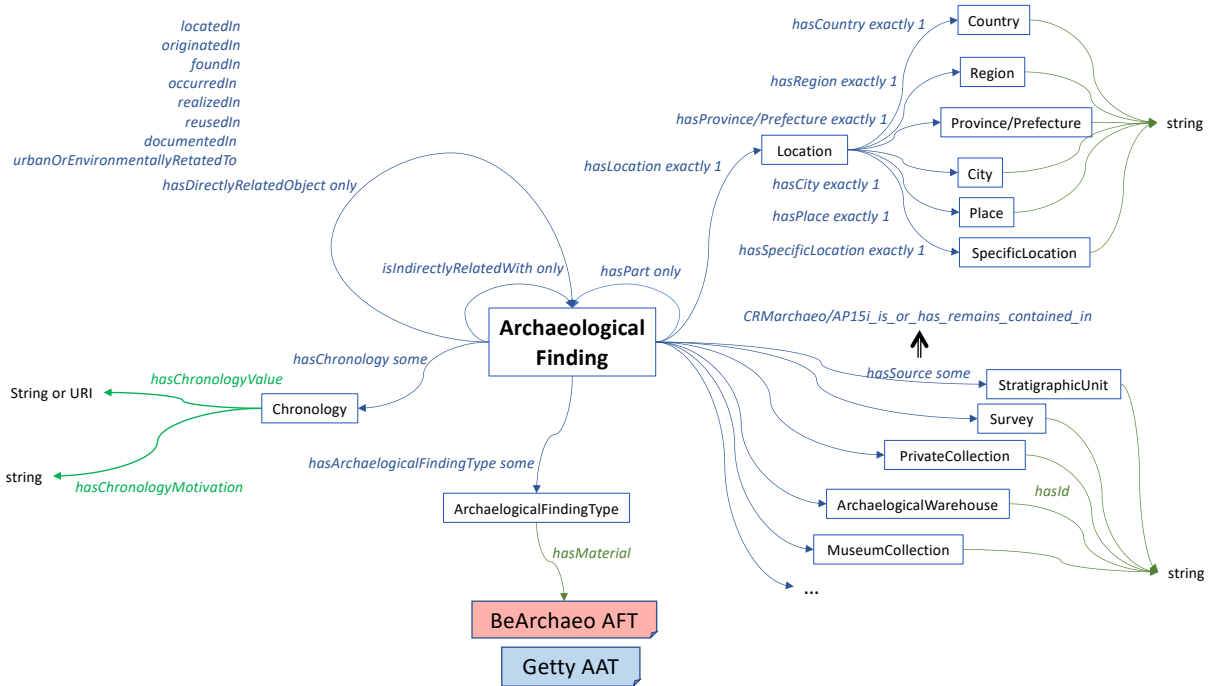 locatedIn
originatedIn
foundIn
occurredIn
realizedIn
reusedIn
documentedIn
urbanOrEnvironmentallyRetatedTo
hasDirectlyRelatedObject only
isIndirectlyRelatedWith only
hasPart only
hasLocation exactly 1
Location
hasCountry exactly 1
Country
hasRegion exactly 1
Region
hasProvince/Prefecture exactly 1
Province/Prefecture
string
hasCity exactly 1
City
hasPlace exactly 1
Place
hasSpecificLocation exactly 1
SpecificLocation
Archaeological
Finding
CRMarchaeo/AP15i_is_or_has_remains_contained_in
hasSource some
StratigraphicUnit
Survey
PrivateCollection
ArchaelogicalWarehouse
hasId
MuseumCollection
...
string
hasChronology some
Chronology
hasChronologyValue
String or URI
hasChronologyMotivation
string
hasArchaelogicalFindingType some
ArchaelogicalFindingType
hasMaterial
BeArchaeo AFT
Getty AAT